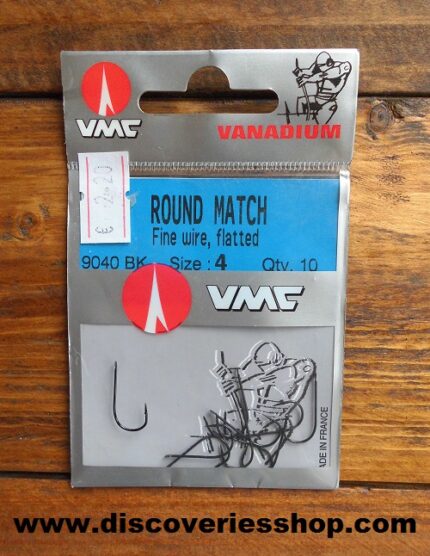 VMC
VANADIUM
€ 2.20
ROUND MATCH
Fine wire, flatted
9040 BK Size : 4 Qty. 10
VMC
ADE IN FRANCE
www.discoveriesshop.com